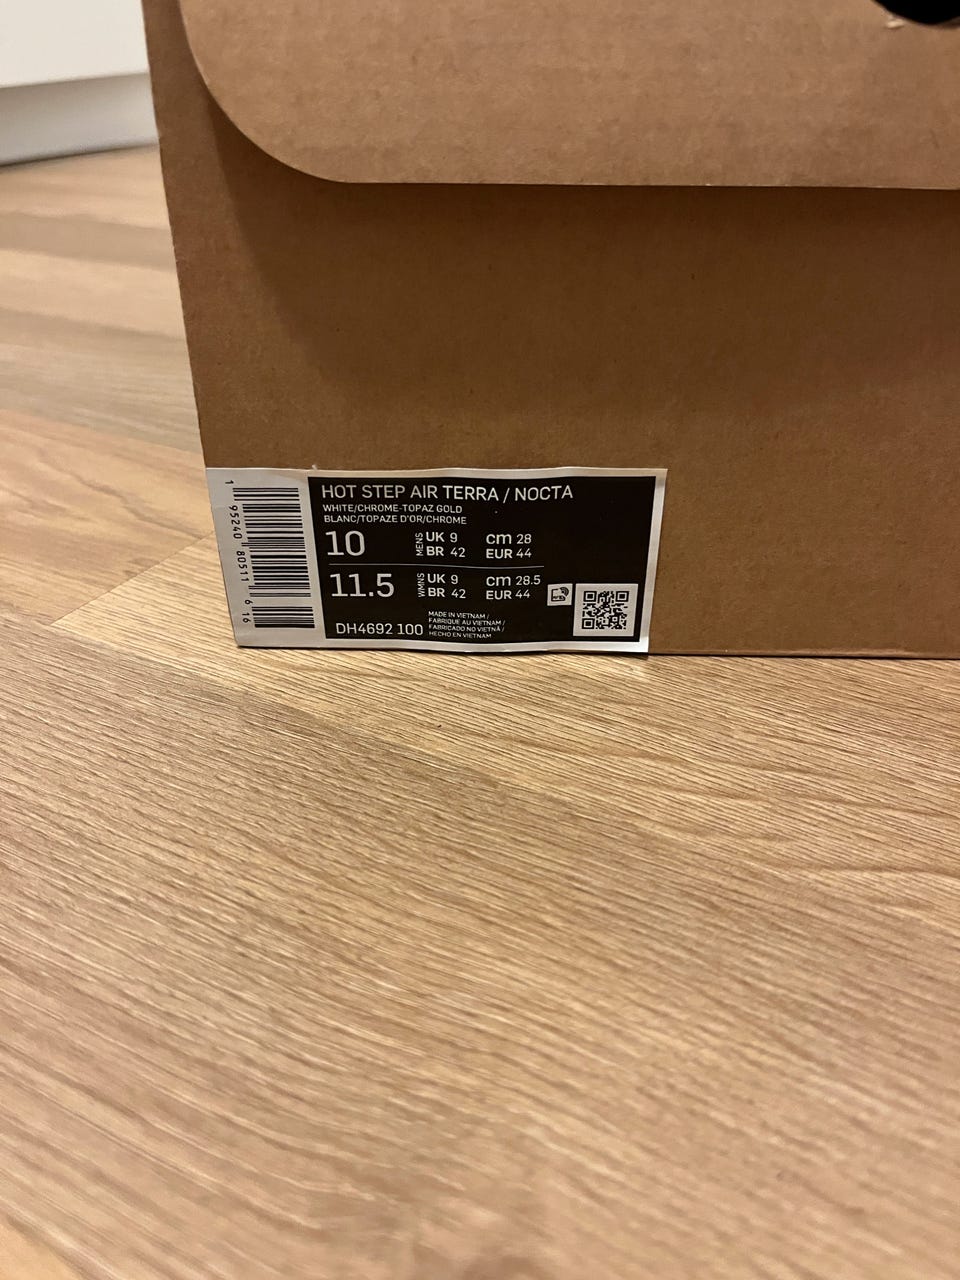 HOT STEP AIR TERRA / NOCTA
WHITE/CHROME-TOPAZ GOLD
BLANC/TOPAZE D'OR/CHROME
10 MENS UK 9 cm 28
BR 42 EUR 44
11.5 WMNS UK 9 cm 28.5
BR 42 EUR 44
DH4692 100
MADE IN VIETNAM /
FABRIQUE AU VIETNAM /
FABRICADO NO VIETNÃ /
HECHO EN VIETNAM
1 95240 80511 6 16